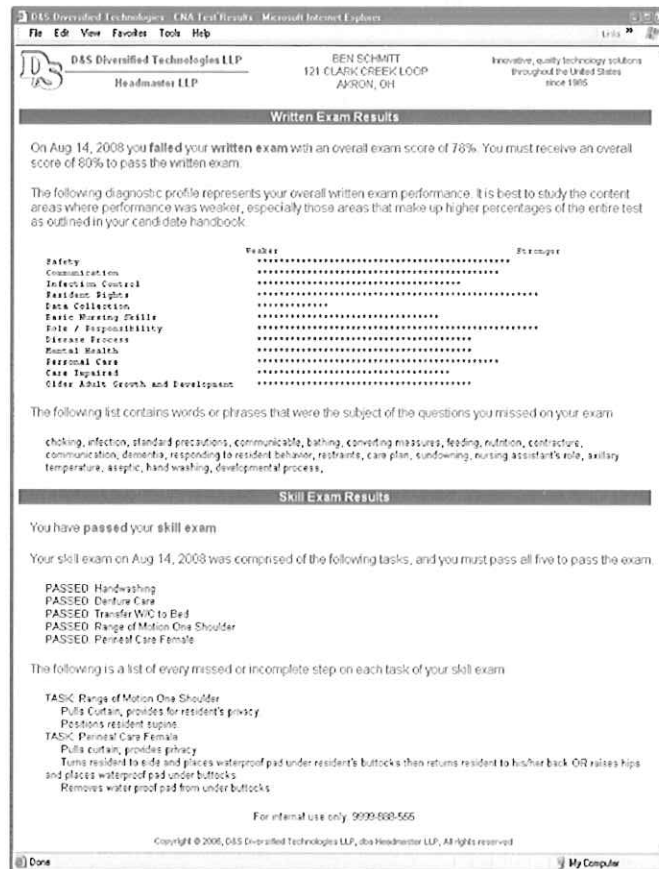 D&S Diversified Technologies - CNA Test Results - Microsoft Internet Explorer
File Edit View Favorites Tools Help
Links »
D&S Diversified Technologies LLP
Headmaster LLP
BEN SCHMITT
121 CLARK CREEK LOOP
AKRON, OH
Innovative, quality technology solutions
throughout the United States
since 1985
Written Exam Results
On Aug 14, 2008 you failed your written exam with an overall exam score of 78%. You must receive an overall
score of 80% to pass the written exam.
The following diagnostic profile represents your overall written exam performance. It is best to study the content
areas where performance was weaker, especially those areas that make up higher percentages of the entire test
as outlined in your candidate handbook.
Weaker Stronger
Safety
Communication
Infection Control
Resident Rights
Data Collection
Basic Nursing Skills
Role / Responsibility
Disease Process
Mental Health
Personal Care
Care Impaired
Older Adult Growth and Development
The following list contains words or phrases that were the subject of the questions you missed on your exam
choking, infection, standard precautions, communicable, bathing, converting measures, feeding, nutrition, contracture,
communication, dementia, responding to resident behavior, restraints, care plan, sundowning, nursing assistant's role, axillary
temperature, aseptic, hand washing, developmental process,
Skill Exam Results
You have passed your skill exam
Your skill exam on Aug 14, 2008 was comprised of the following tasks, and you must pass all five to pass the exam.
PASSED Handwashing
PASSED Denture Care
PASSED Transfer W/C to Bed
PASSED Range of Motion One Shoulder
PASSED Perineal Care Female
The following is a list of every missed or incomplete step on each task of your skill exam
TASK Range of Motion One Shoulder
Pulls Curtain, provides for resident's privacy
Positions resident supine.
TASK Perineal Care Female
Pulls curtain, provides privacy
Turns resident to side and places waterproof pad under resident's buttocks then returns resident to his/her back OR raises hips
and places waterproof pad under buttocks
Removes water proof pad from under buttocks
For internal use only. 9999-888-555
Copyright © 2006, D&S Diversified Technologies LLP, dba Headmaster LLP, All rights reserved
Done
My Computer